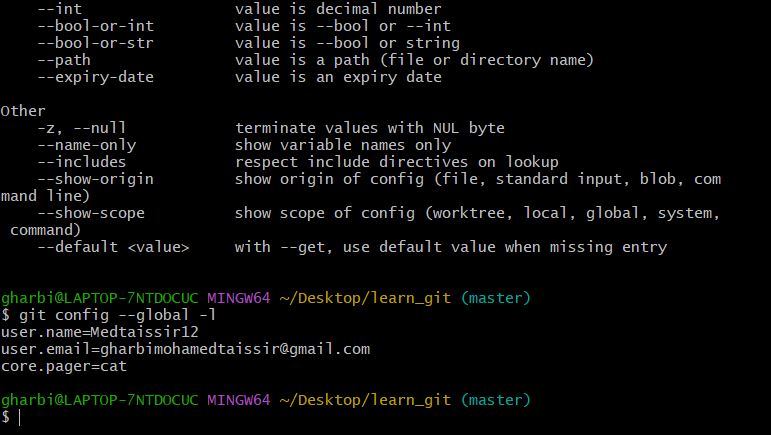 --int value is decimal number
--bool-or-int value is --bool or --int
--bool-or-str value is --bool or string
--path value is a path (file or directory name)
--expiry-date value is an expiry date
Other
-z, --null terminate values with NUL byte
--name-only show variable names only
--includes respect include directives on lookup
--show-origin show origin of config (file, standard input, blob, com
mand line)
--show-scope show scope of config (worktree, local, global, system,
command)
--default <value> with --get, use default value when missing entry
gharbi@LAPTOP-7NTDOCUC MINGW64 ~/Desktop/learn_git (master)
$ git config --global -l
user.name=Medtaissir12
user.email=gharbimohamedtaissir@gmail.com
core.pager=cat
gharbi@LAPTOP-7NTDOCUC MINGW64 ~/Desktop/learn_git (master)
$